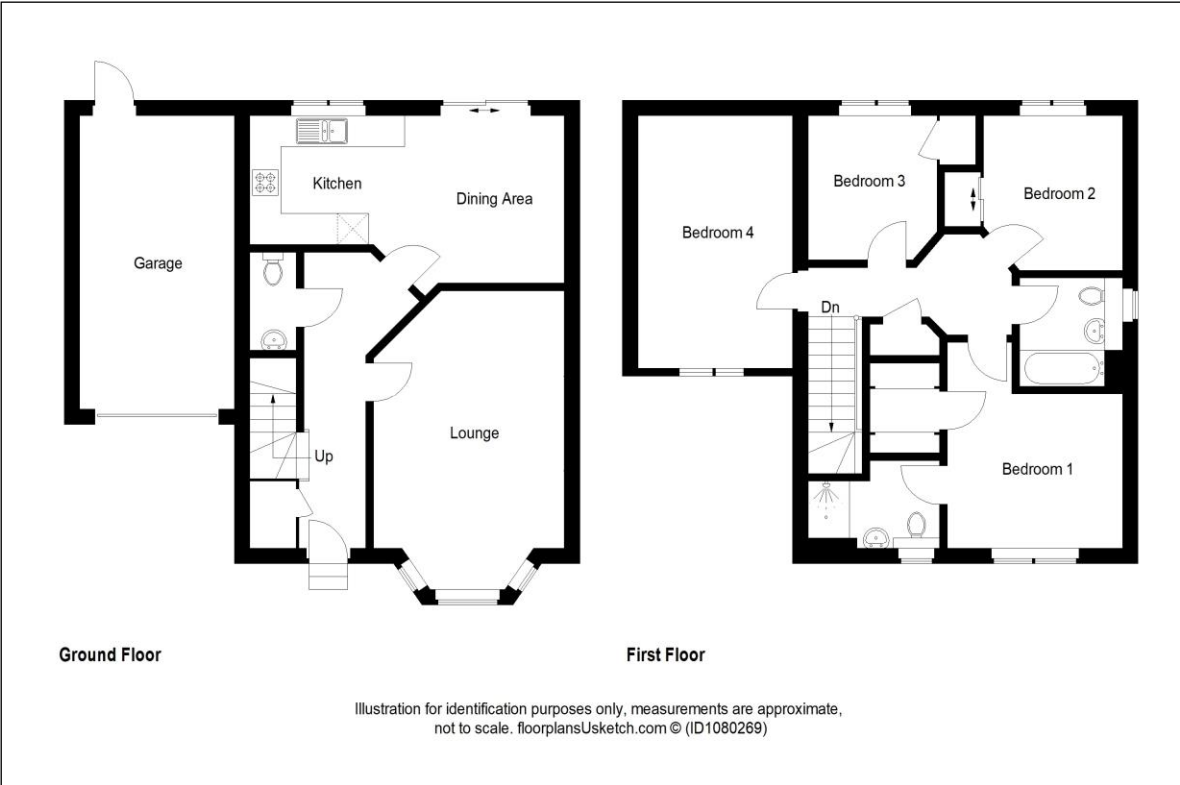 Garage
Kitchen
Dining Area
Lounge
Up
Bedroom 4
Bedroom 3
Bedroom 2
Dn
Bedroom 1
Ground Floor
First Floor
Illustration for identification purposes only, measurements are approximate,
not to scale. floorplansUsketch.com © (ID1080269)